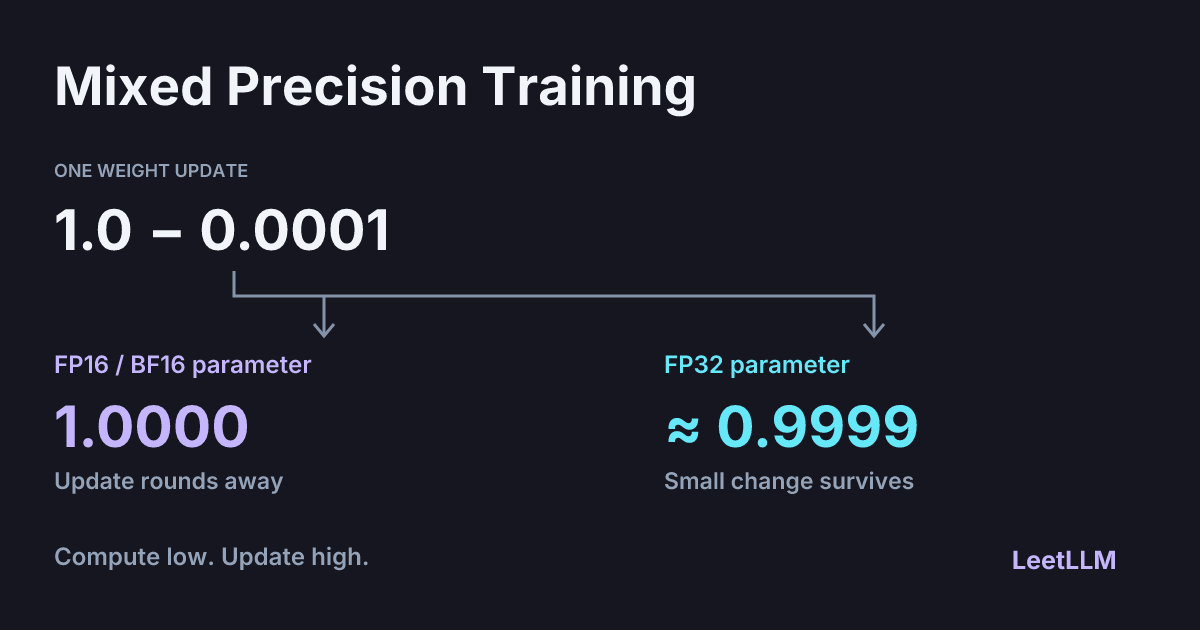 Mixed Precision Training
ONE WEIGHT UPDATE
1.0 – 0.0001
FP16 / BF16 parameter
1.0000
Update rounds away
FP32 parameter
≈ 0.9999
Small change survives
Compute low. Update high.
LeetLLM